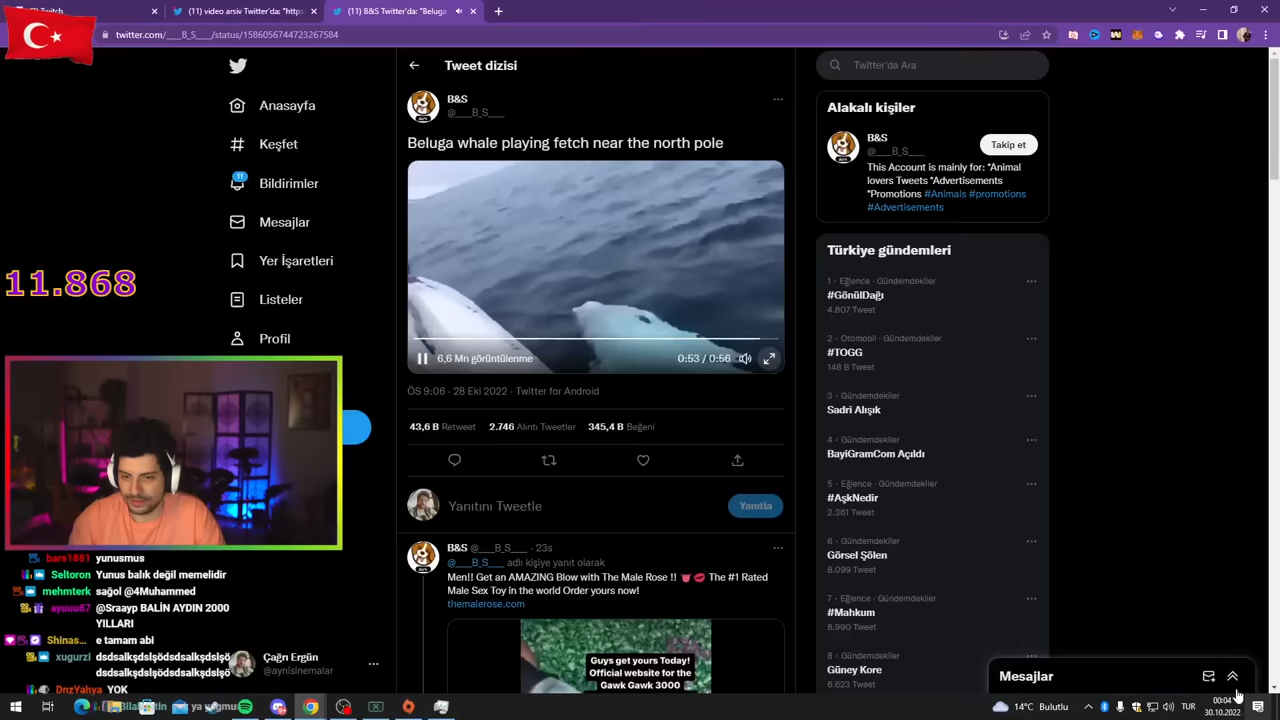 (11) video arsiv Twitter'da: "https
(11) B&S Twitter'da: "Beluga
twitter.com/___B_S___/status/1586056744723267584
Anasayfa
Keşfet
11
Bildirimler
Mesajlar
Yer İşaretleri
Listeler
Profil
11.868
Tweet dizisi
B&S
@___B_S___
Beluga whale playing fetch near the north pole
6,6 Mn görüntülenme
0:53 / 0:56
ÖS 9:06 · 28 Eki 2022 · Twitter for Android
43,6 B Retweet 2.746 Alıntı Tweetler 345,4 B Beğeni
Yanıtını Tweetle
Yanıtla
B&S @___B_S___ · 23s
@___B_S___ adlı kişiye yanıt olarak
Men!! Get an AMAZING Blow with The Male Rose !! 👅💋 The #1 Rated
Male Sex Toy in the world Order yours now!
themalerose.com
Guys get yours Today!
Official website for the
Gawk Gawk 3000
Twitter'da Ara
Alakalı kişiler
B&S
@___B_S___
Takip et
This Account is mainly for: *Animal
lovers Tweets *Advertisements
*Promotions #Animals #promotions
#Advertisements
Türkiye gündemleri
1 · Eğlence · Gündemdekiler
#GönülDağı
4.807 Tweet
2 · Otomobil · Gündemdekiler
#TOGG
148 B Tweet
3 · Gündemdekiler
Sadri Alışık
4 · Gündemdekiler
BayiGramCom Açıldı
5 · Eğlence · Gündemdekiler
#AşkNedir
2.361 Tweet
6 · Gündemdekiler
Görsel Şölen
8.099 Tweet
7 · Eğlence · Gündemdekiler
#Mahkum
8.990 Tweet
8 · Gündemdekiler
Güney Kore
6.623 Tweet
Mesajlar
bars1881 yunusmus
Seltoron Yunus balık değil memelidir
mehmterk sağol @4Muhammed
ayuuu87 @Sraayp BALİN AYDIN 2000
YILLARI
Shinas... e tamam abi
xugurzi dsdsalkşdslşödsdsalkşdslşö
dsdsalkşdslşödsdsalkşdslşö
DnzYahya YOK
Çağrı Ergün
@aynisinemalar
14°C Bulutlu
TUR
00:04
30.10.2022